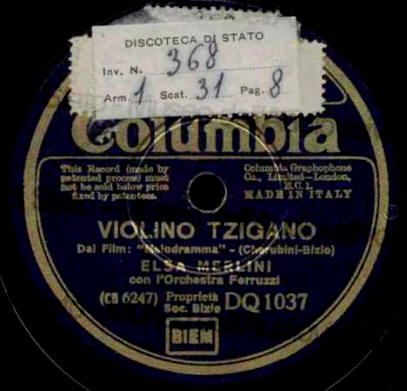 DISCOTECA DI STATO
Inv. N. 368
Arm. 1 Scat. 31 Pag. 8
Columbia
This Record (made by
patented process) must
not be sold below price
fixed by patentees.
Columbia Graphophone
Co., Limited—London,
E.C.1.
MADE IN ITALY
VIOLINO TZIGANO
Dal Film: "Melodramma" - (Cherubini-Bixio)
ELSA MERLINI
con l'Orchestra Ferruzzi
(CB 6247) Proprietà
Soc. Bixio DQ 1037
BIEM